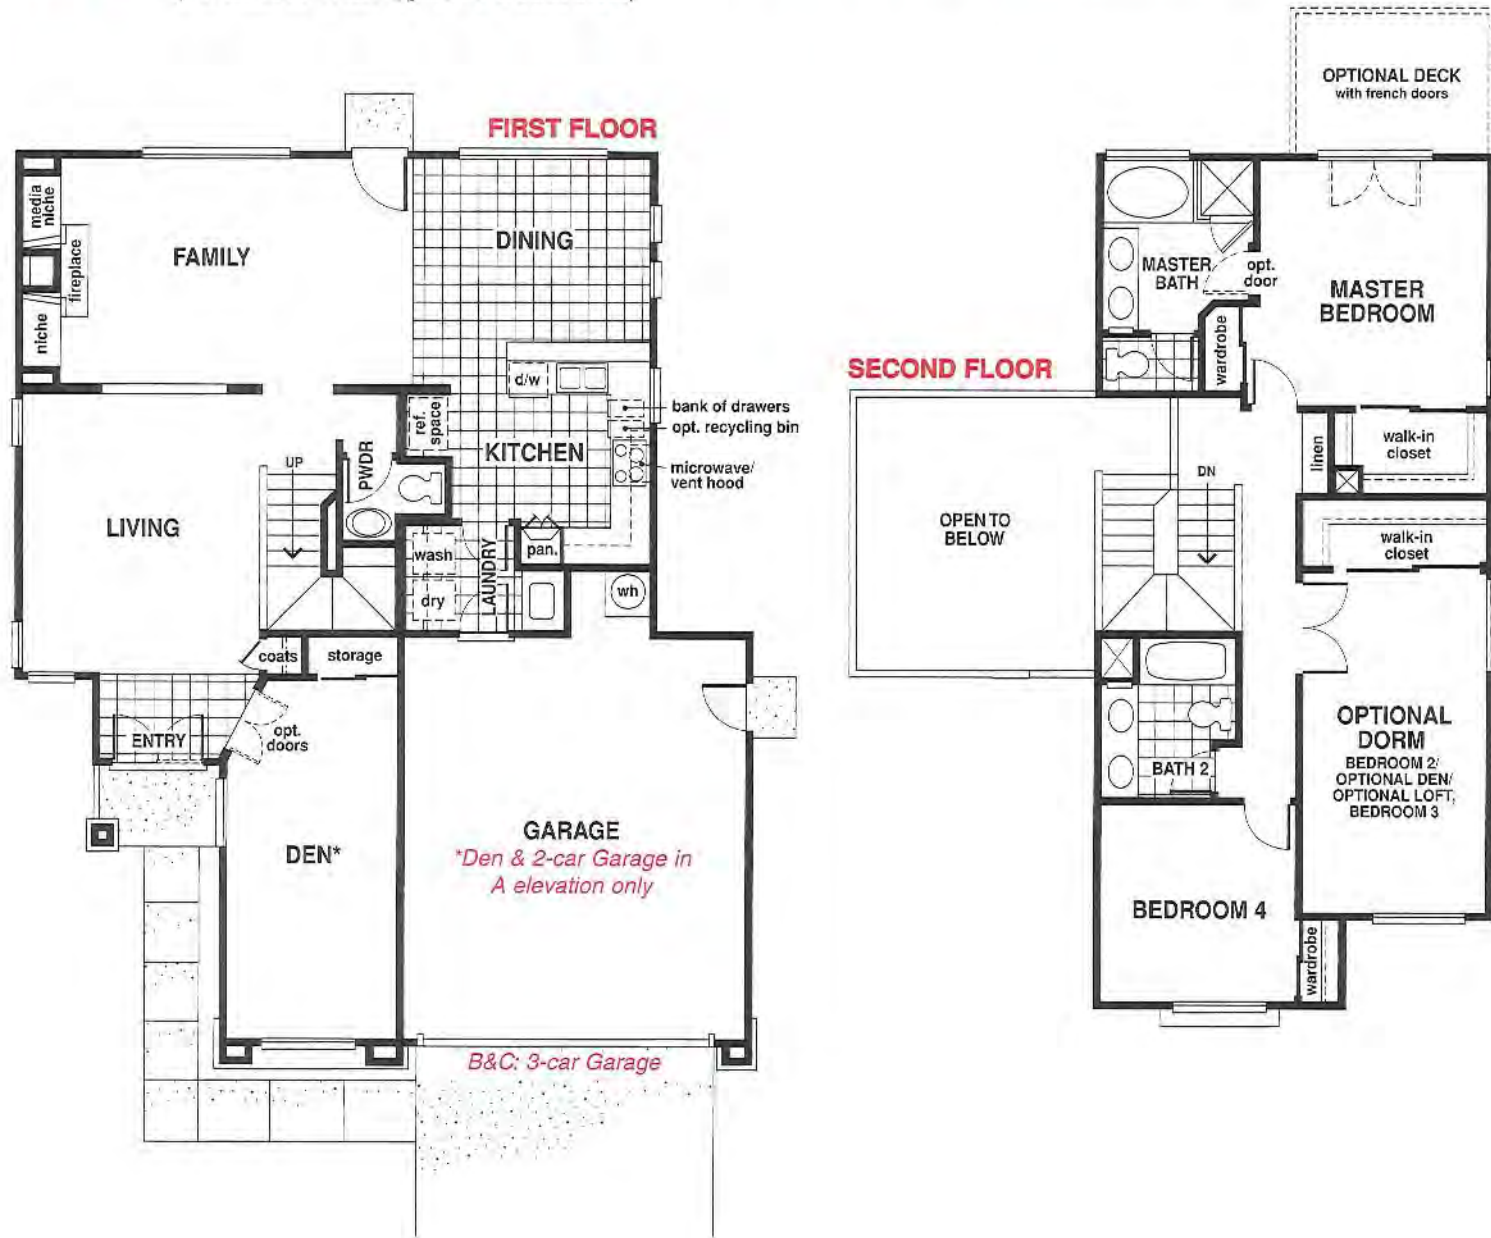 FIRST FLOOR
media
niche
fireplace
niche
FAMILY
DINING
d/w
ref.
space
KITCHEN
bank of drawers
opt. recycling bin
microwave/
vent hood
PWDR
UP
LIVING
wash
dry
LAUNDRY
pan.
wh
coats
storage
ENTRY
opt.
doors
DEN*
GARAGE
*Den & 2-car Garage in
A elevation only
B&C: 3-car Garage
SECOND FLOOR
OPTIONAL DECK
with french doors
MASTER
BATH
opt.
door
MASTER
BEDROOM
wardrobe
linen
walk-in
closet
walk-in
closet
DN
OPEN TO
BELOW
BATH 2
OPTIONAL
DORM
BEDROOM 2/
OPTIONAL DEN/
OPTIONAL LOFT,
BEDROOM 3
BEDROOM 4
wardrobe